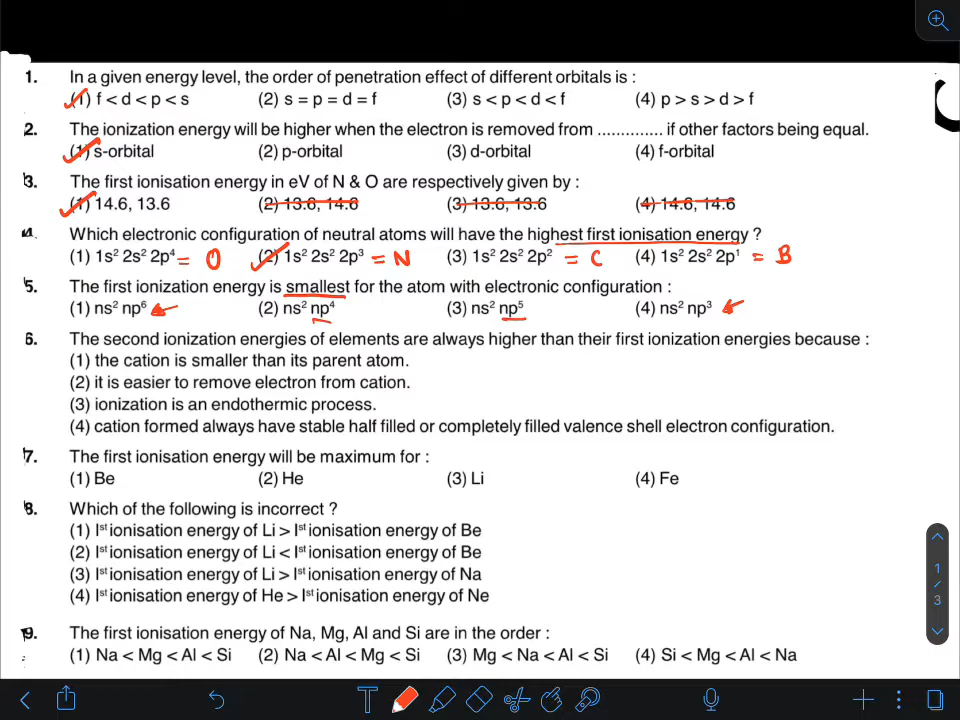 1. In a given energy level, the order of penetration effect of different orbitals is :
(1) f < d < p < s (2) s = p = d = f (3) s < p < d < f (4) p > s > d > f
2. The ionization energy will be higher when the electron is removed from .............. if other factors being equal.
(1) s-orbital (2) p-orbital (3) d-orbital (4) f-orbital
3. The first ionisation energy in eV of N & O are respectively given by :
(1) 14.6, 13.6 (2) 13.6, 14.6 (3) 13.6, 13.6 (4) 14.6, 14.6
4. Which electronic configuration of neutral atoms will have the highest first ionisation energy ?
(1) 1s² 2s² 2p⁴ = O (2) 1s² 2s² 2p³ = N (3) 1s² 2s² 2p² = C (4) 1s² 2s² 2p¹ = B
5. The first ionization energy is smallest for the atom with electronic configuration :
(1) ns² np⁶ (2) ns² np⁴ (3) ns² np⁵ (4) ns² np³
6. The second ionization energies of elements are always higher than their first ionization energies because :
(1) the cation is smaller than its parent atom.
(2) it is easier to remove electron from cation.
(3) ionization is an endothermic process.
(4) cation formed always have stable half filled or completely filled valence shell electron configuration.
7. The first ionisation energy will be maximum for :
(1) Be (2) He (3) Li (4) Fe
8. Which of the following is incorrect ?
(1) Iˢᵗ ionisation energy of Li > Iˢᵗ ionisation energy of Be
(2) Iˢᵗ ionisation energy of Li < Iˢᵗ ionisation energy of Be
(3) Iˢᵗ ionisation energy of Li > Iˢᵗ ionisation energy of Na
(4) Iˢᵗ ionisation energy of He > Iˢᵗ ionisation energy of Ne
9. The first ionisation energy of Na, Mg, Al and Si are in the order :
(1) Na < Mg < Al < Si (2) Na < Al < Mg < Si (3) Mg < Na < Al < Si (4) Si < Mg < Al < Na
1
/
3
T